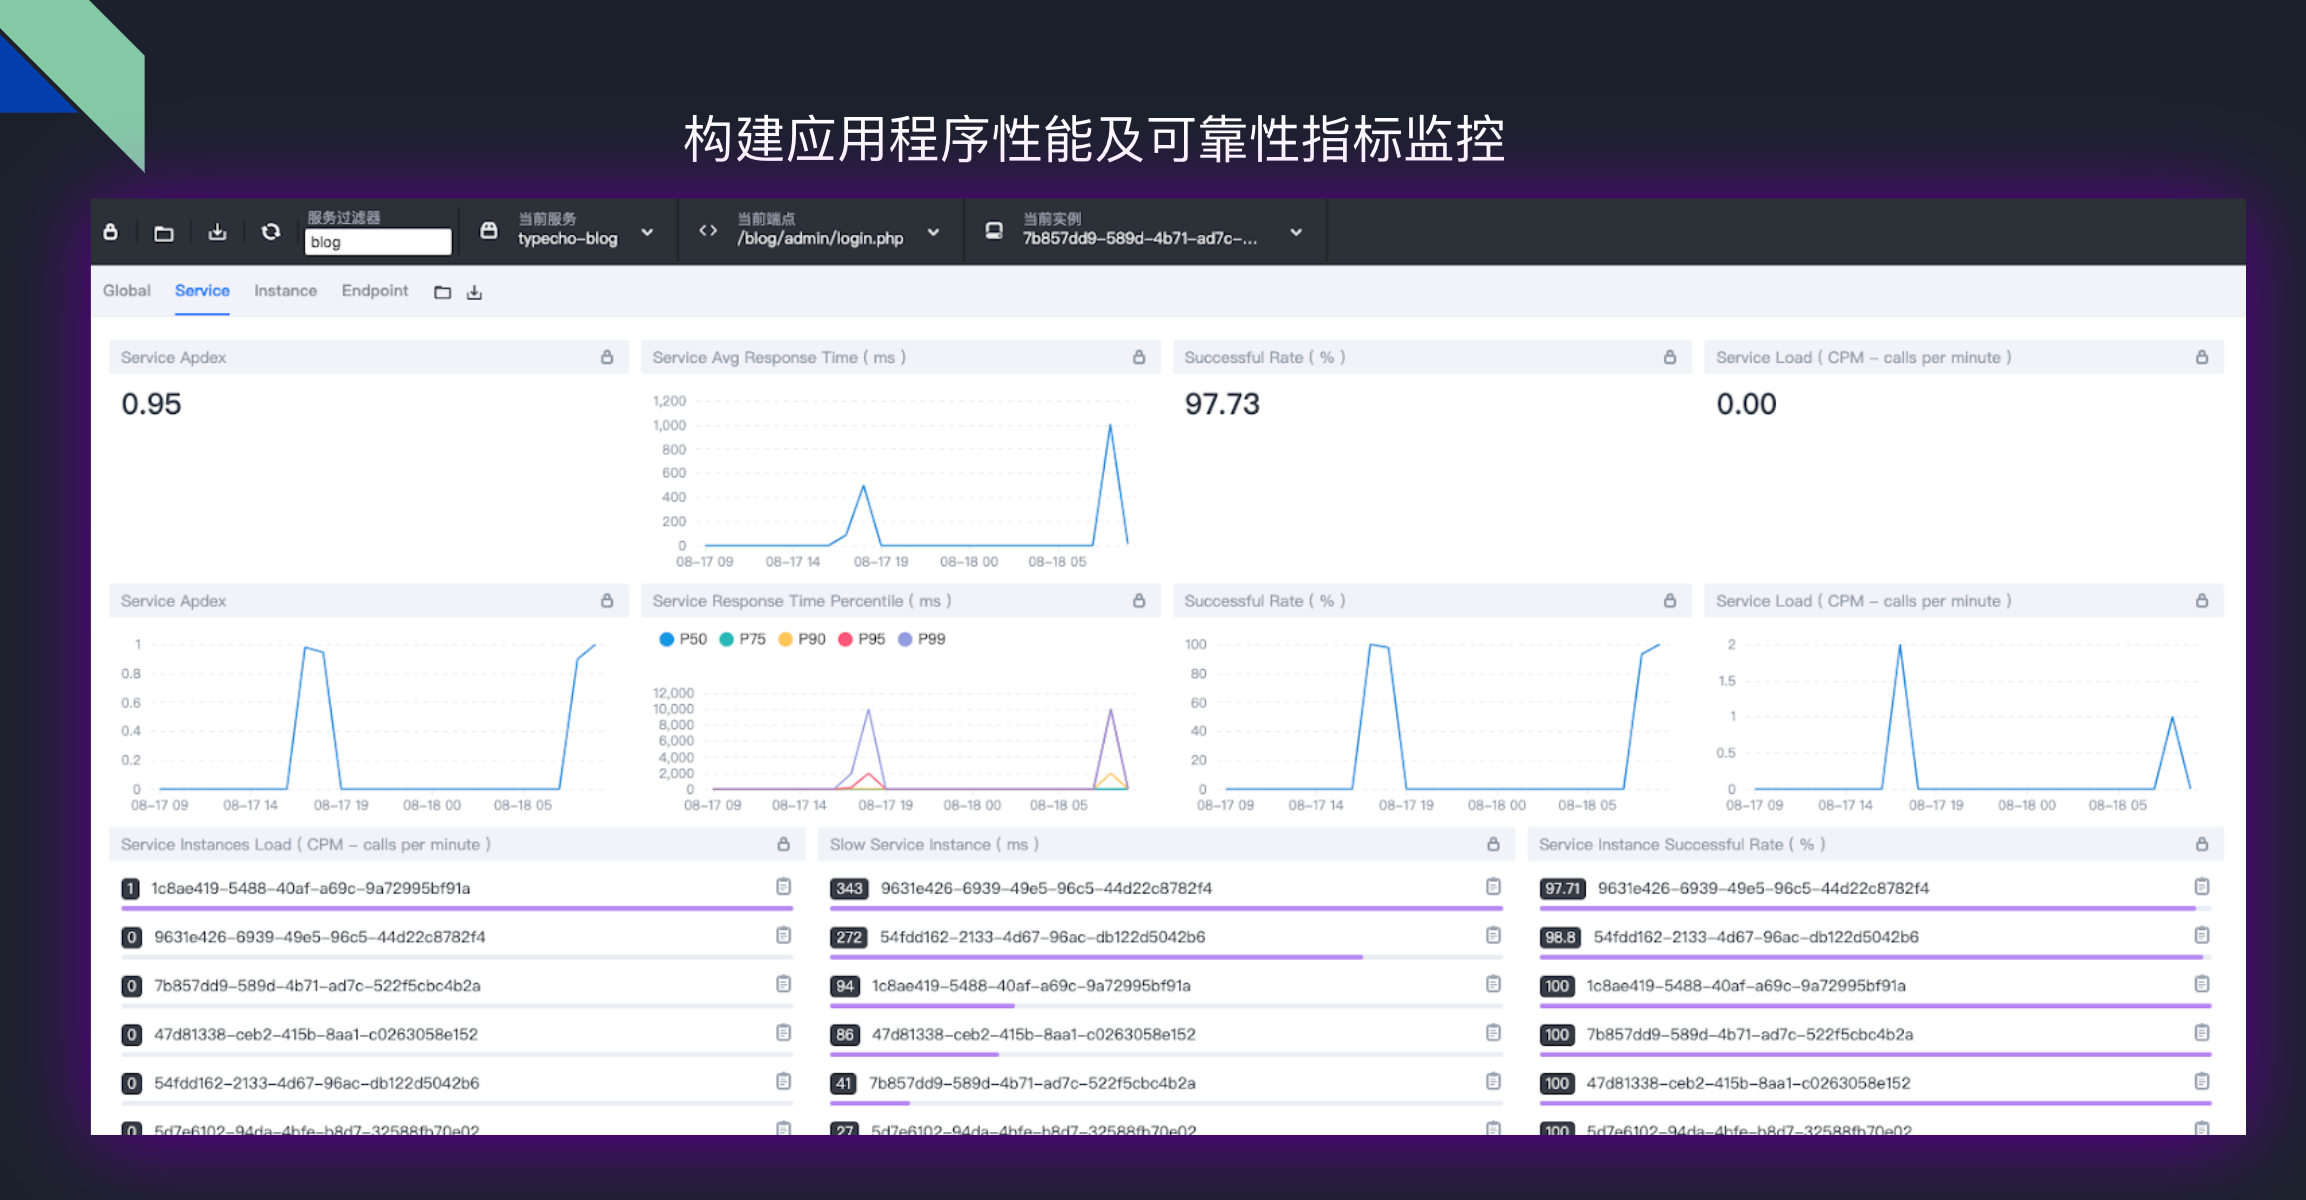 构建应用程序性能及可靠性指标监控
服务过滤器
blog
当前服务
typecho-blog
当前端点
/blog/admin/login.php
当前实例
7b857dd9-589d-4b71-ad7c-...
Global Service Instance Endpoint
Service Apdex
0.95
Service Avg Response Time ( ms )
1,200
1,000
800
600
400
200
0
08-17 09 08-17 14 08-17 19 08-18 00 08-18 05
Successful Rate ( % )
97.73
Service Load ( CPM - calls per minute )
0.00
Service Apdex
1
0.8
0.6
0.4
0.2
0
08-17 09 08-17 14 08-17 19 08-18 00 08-18 05
Service Response Time Percentile ( ms )
P50 P75 P90 P95 P99
12,000
10,000
8,000
6,000
4,000
2,000
0
08-17 09 08-17 14 08-17 19 08-18 00 08-18 05
Successful Rate ( % )
100
80
60
40
20
0
08-17 09 08-17 14 08-17 19 08-18 00 08-18 05
Service Load ( CPM - calls per minute )
2
1.5
1
0.5
0
08-17 09 08-17 14 08-17 19 08-18 00 08-18 05
Service Instances Load ( CPM - calls per minute )
1 1c8ae419-5488-40af-a69c-9a72995bf91a
0 9631e426-6939-49e5-96c5-44d22c8782f4
0 7b857dd9-589d-4b71-ad7c-522f5cbc4b2a
0 47d81338-ceb2-415b-8aa1-c0263058e152
0 54fdd162-2133-4d67-96ac-db122d5042b6
0 5d7e6102-94da-4bfe-b8d7-32588fb70e02
Slow Service Instance ( ms )
343 9631e426-6939-49e5-96c5-44d22c8782f4
272 54fdd162-2133-4d67-96ac-db122d5042b6
94 1c8ae419-5488-40af-a69c-9a72995bf91a
86 47d81338-ceb2-415b-8aa1-c0263058e152
41 7b857dd9-589d-4b71-ad7c-522f5cbc4b2a
27 5d7e6102-94da-4bfe-b8d7-32588fb70e02
Service Instance Successful Rate ( % )
97.71 9631e426-6939-49e5-96c5-44d22c8782f4
98.8 54fdd162-2133-4d67-96ac-db122d5042b6
100 1c8ae419-5488-40af-a69c-9a72995bf91a
100 7b857dd9-589d-4b71-ad7c-522f5cbc4b2a
100 47d81338-ceb2-415b-8aa1-c0263058e152
100 5d7e6102-94da-4bfe-b8d7-32588fb70e02